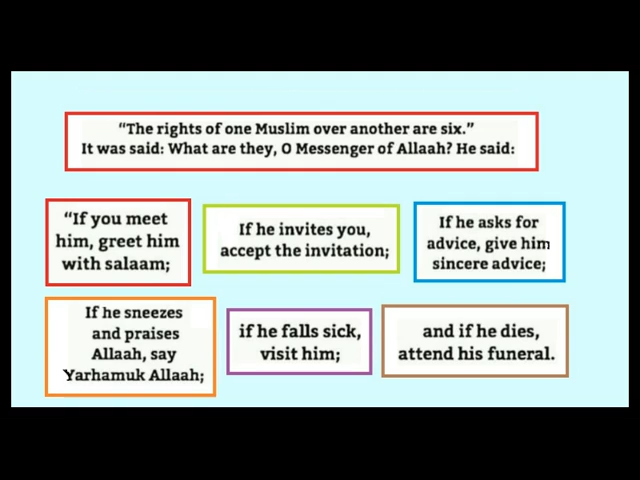 “The rights of one Muslim over another are six.”
It was said: What are they, O Messenger of Allaah? He said:
“If you meet
him, greet him
with salaam;
If he invites you,
accept the invitation;
If he asks for
advice, give him
sincere advice;
If he sneezes
and praises
Allaah, say
Yarhamuk Allaah;
if he falls sick,
visit him;
and if he dies,
attend his funeral.